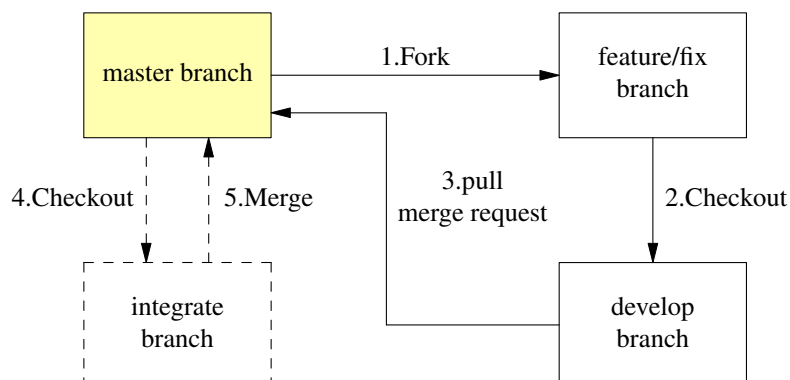 master branch
1.Fork
feature/fix
branch
4.Checkout
5.Merge
3.pull
merge request
2.Checkout
integrate
branch
develop
branch